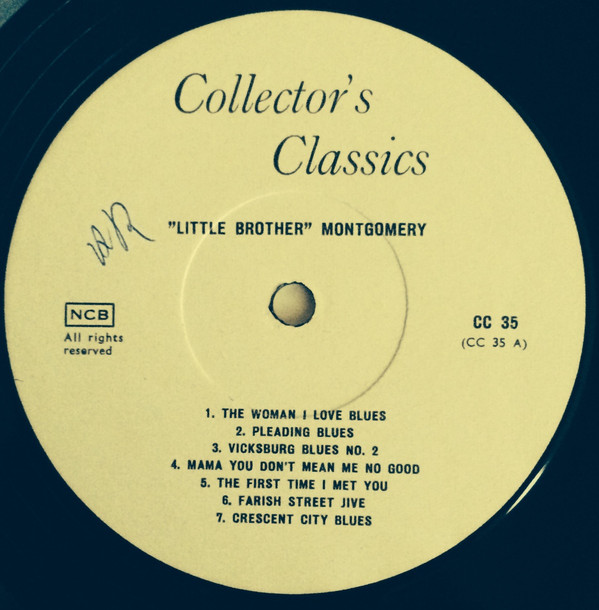 Collector's
Classics
"LITTLE BROTHER" MONTGOMERY
NCB
All rights
reserved
CC 35
(CC 35 A)
1. THE WOMAN I LOVE BLUES
2. PLEADING BLUES
3. VICKSBURG BLUES NO. 2
4. MAMA YOU DON'T MEAN ME NO GOOD
5. THE FIRST TIME I MET YOU
6. FARISH STREET JIVE
7. CRESCENT CITY BLUES